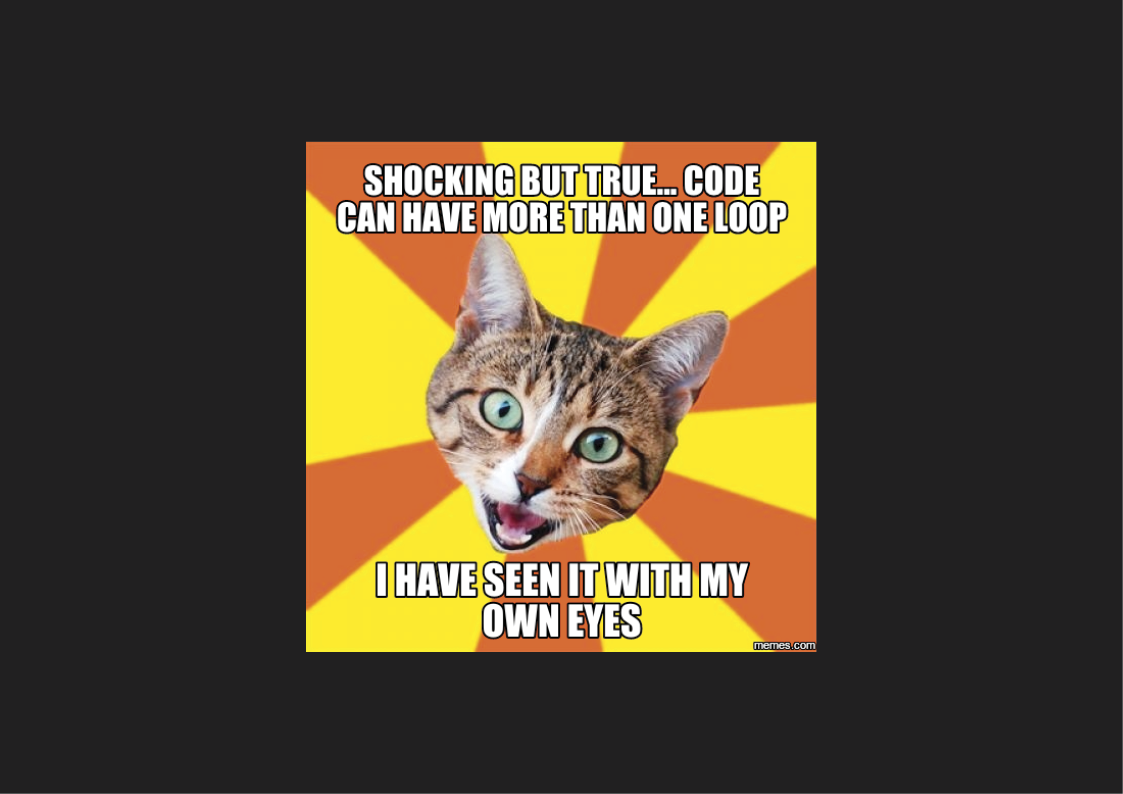 SHOCKING BUT TRUE... CODE
CAN HAVE MORE THAN ONE LOOP
I HAVE SEEN IT WITH MY
OWN EYES
memes.com